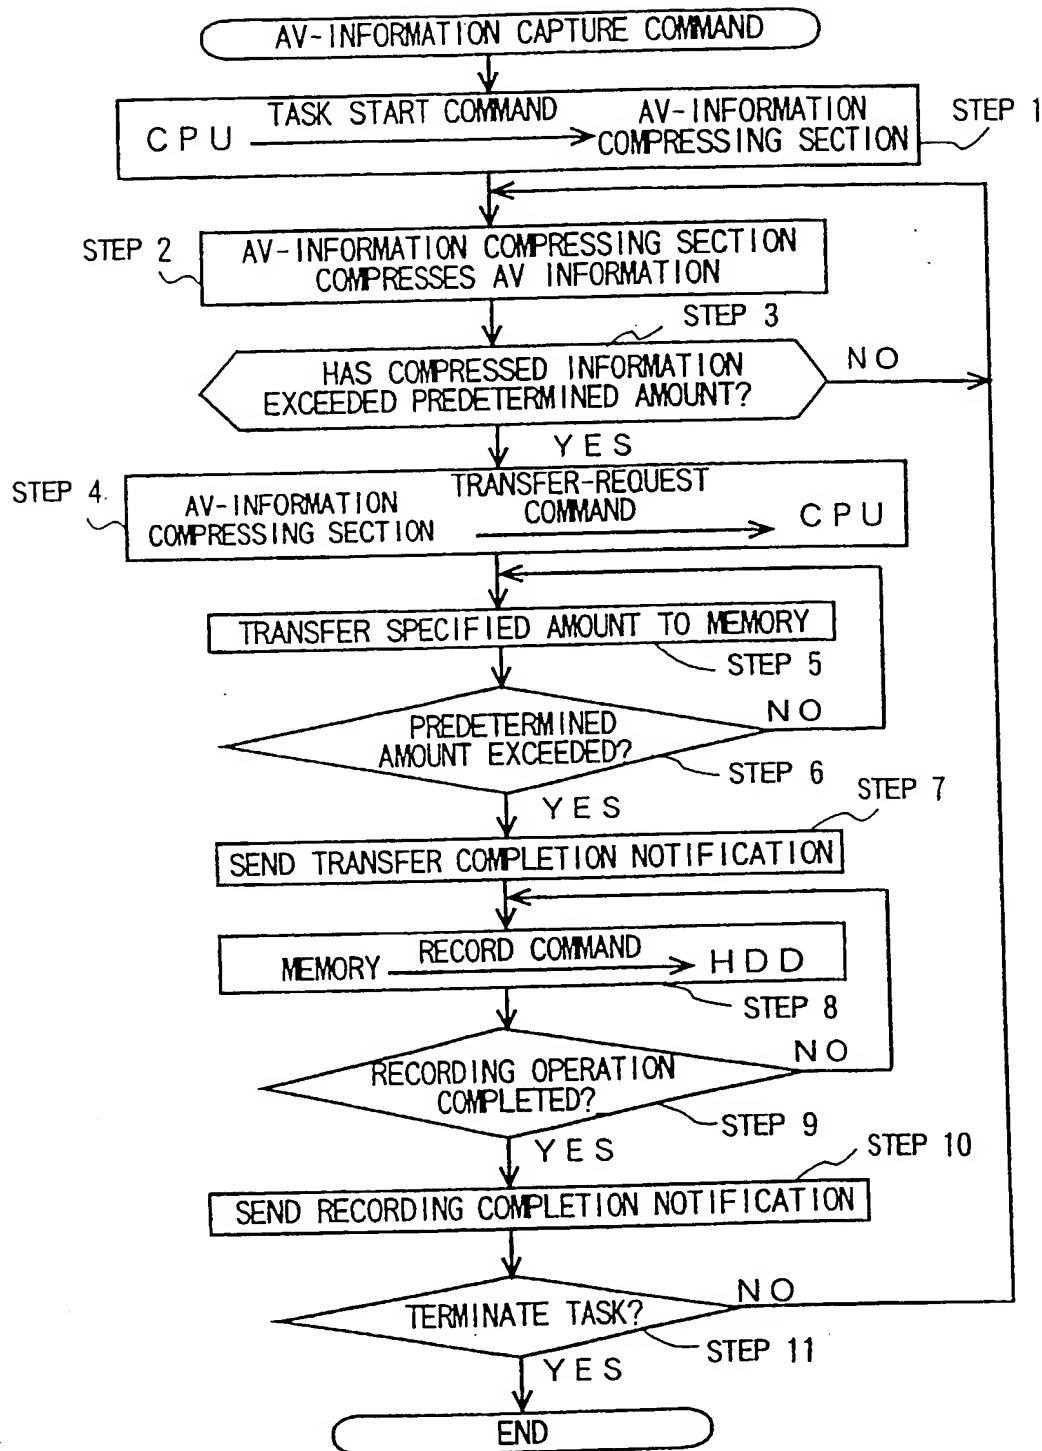 AV-INFORMATION CAPTURE COMMAND
TASK START COMMAND
CPU
AV-INFORMATION
COMPRESSING SECTION
STEP 1
STEP 2
AV-INFORMATION COMPRESSING SECTION
COMPRESSES AV INFORMATION
STEP 3
HAS COMPRESSED INFORMATION
EXCEEDED PREDETERMINED AMOUNT?
NO
YES
STEP 4
AV-INFORMATION
COMPRESSING SECTION
TRANSFER-REQUEST
COMMAND
CPU
TRANSFER SPECIFIED AMOUNT TO MEMORY
STEP 5
PREDETERMINED
AMOUNT EXCEEDED?
NO
STEP 6
YES
STEP 7
SEND TRANSFER COMPLETION NOTIFICATION
RECORD COMMAND
MEMORY
HDD
STEP 8
RECORDING OPERATION
COMPLETED?
NO
STEP 9
YES
STEP 10
SEND RECORDING COMPLETION NOTIFICATION
TERMINATE TASK?
NO
STEP 11
YES
END